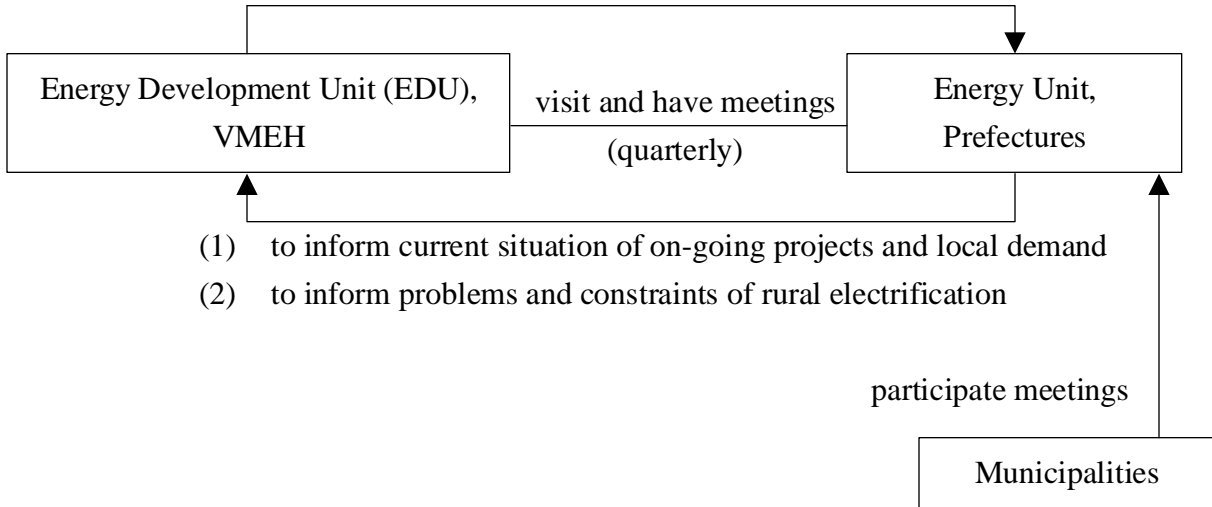 Energy Development Unit (EDU),
VMEH
visit and have meetings
(quarterly)
Energy Unit,
Prefectures
(1) to inform current situation of on-going projects and local demand
(2) to inform problems and constraints of rural electrification
participate meetings
Municipalities